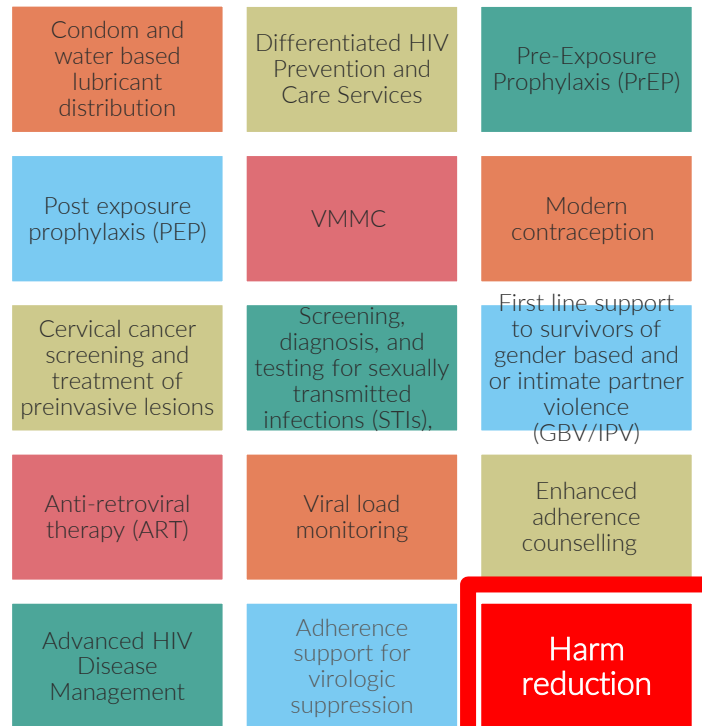 Condom and
water based
lubricant
distribution
Differentiated HIV
Prevention and
Care Services
Pre-Exposure
Prophylaxis (PrEP)
Post exposure
prophylaxis (PEP)
VMMC
Modern
contraception
Cervical cancer
screening and
treatment of
preinvasive lesions
Screening,
diagnosis, and
testing for sexually
transmitted
infections (STIs),
First line support
to survivors of
gender based and
or intimate partner
violence
(GBV/IPV)
Anti-retroviral
therapy (ART)
Viral load
monitoring
Enhanced
adherence
counselling
Advanced HIV
Disease
Management
Adherence
support for
virologic
suppression
Harm
reduction